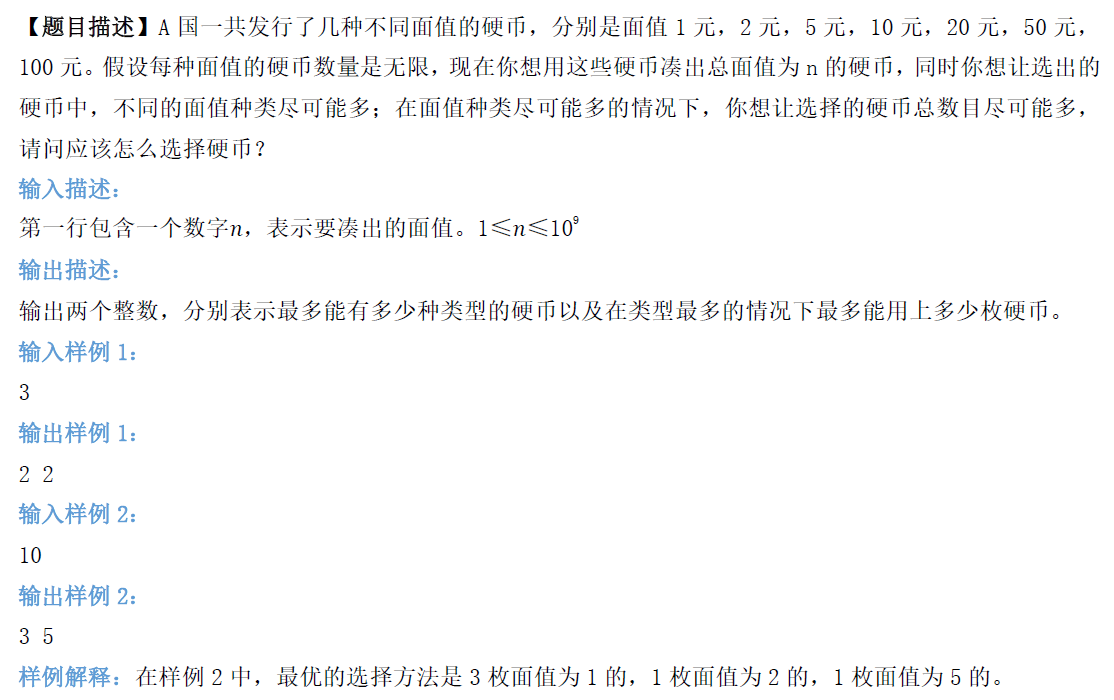 【题目描述】A 国一共发行了几种不同面值的硬币，分别是面值 1 元，2 元，5 元，10 元，20 元，50 元，
100 元。假设每种面值的硬币数量是无限，现在你想用这些硬币凑出总面值为 n 的硬币，同时你想让选出的
硬币中，不同的面值种类尽可能多；在面值种类尽可能多的情况下，你想让选择的硬币总数目尽可能多，
请问应该怎么选择硬币？
输入描述：
第一行包含一个数字n，表示要凑出的面值。1≤n≤10⁹
输出描述：
输出两个整数，分别表示最多能有多少种类型的硬币以及在类型最多的情况下最多能用上多少枚硬币。
输入样例 1：
3
输出样例 1：
2 2
输入样例 2：
10
输出样例 2：
3 5
样例解释：在样例 2 中，最优的选择方法是 3 枚面值为 1 的，1 枚面值为 2 的，1 枚面值为 5 的。